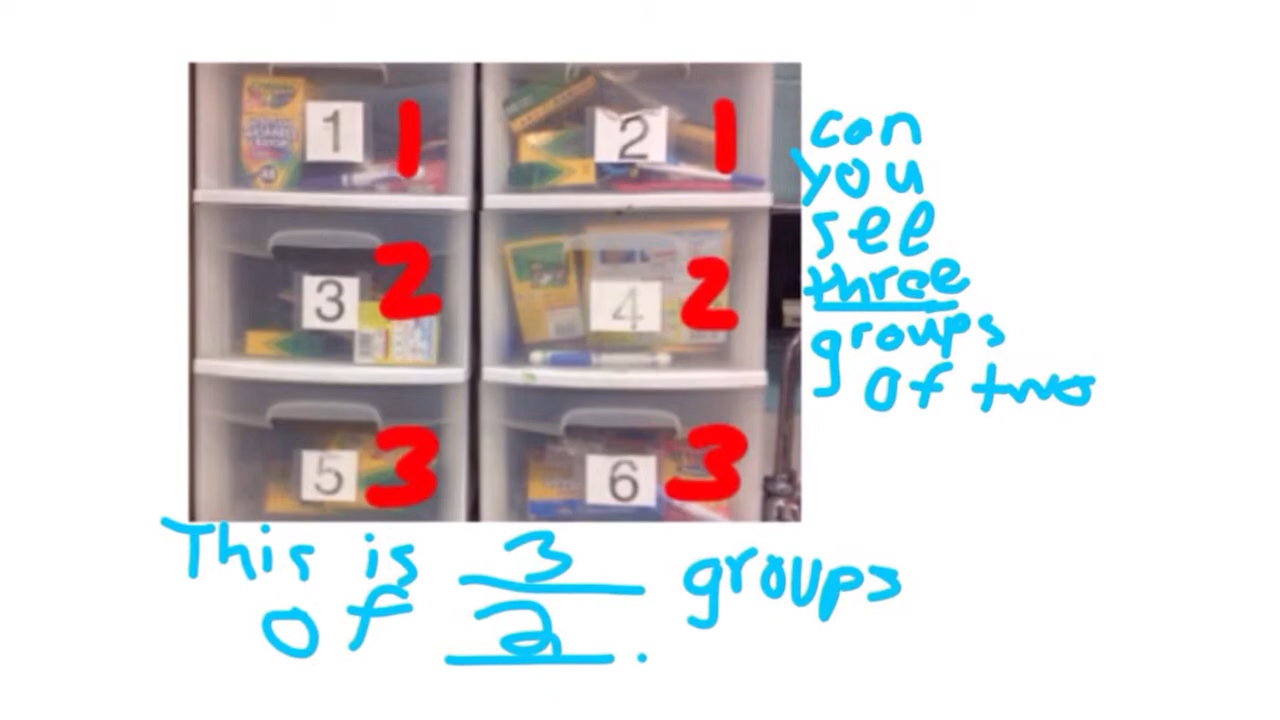 1 1 2 1
can
you
see
three
3 2 4 2
groups
of two
5 3 6 3
This is 3 groups
of 2.